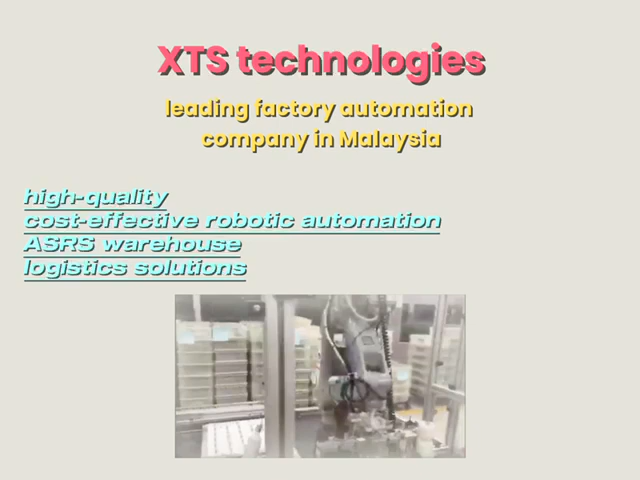 XTS technologies
leading factory automation
company in Malaysia
high-quality
cost-effective robotic automation
ASRS warehouse
logistics solutions